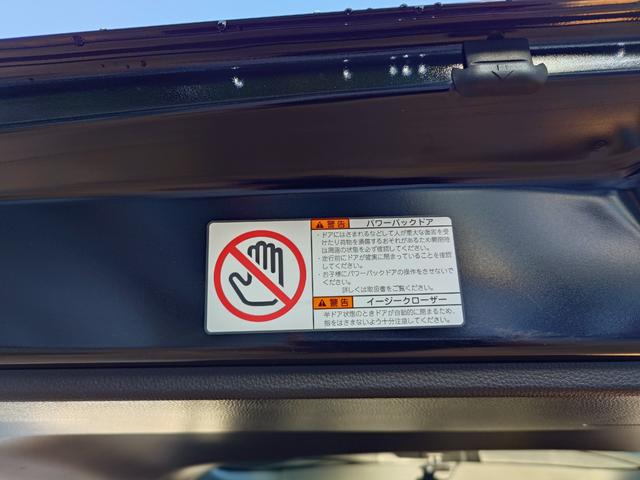 警告 パワーバックドア
・ドアにはさまれるなどして人が重大な傷害を受
けたり荷物を損傷するおそれがあるため開閉時
は周囲の状態を必ず確認してください。
・走行前にドアが確実に閉まっていることを確認
してください。
・お子様にパワーバックドアの操作をさせないで
ください。
詳しくは取扱書をご覧ください。
警告 イージークローザー
半ドア状態のときドアが自動的に閉まるため、
指をはさまないよう十分注意してください。